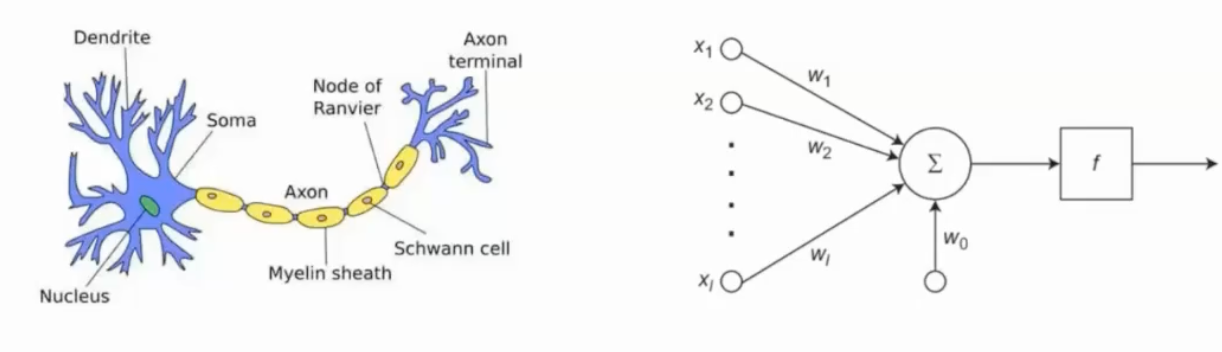 Dendrite
Axon
terminal
Node of
Ranvier
Soma
Axon
Schwann cell
Myelin sheath
Nucleus
x1
w1
x2
w2
Σ
f
w0
wl
xl